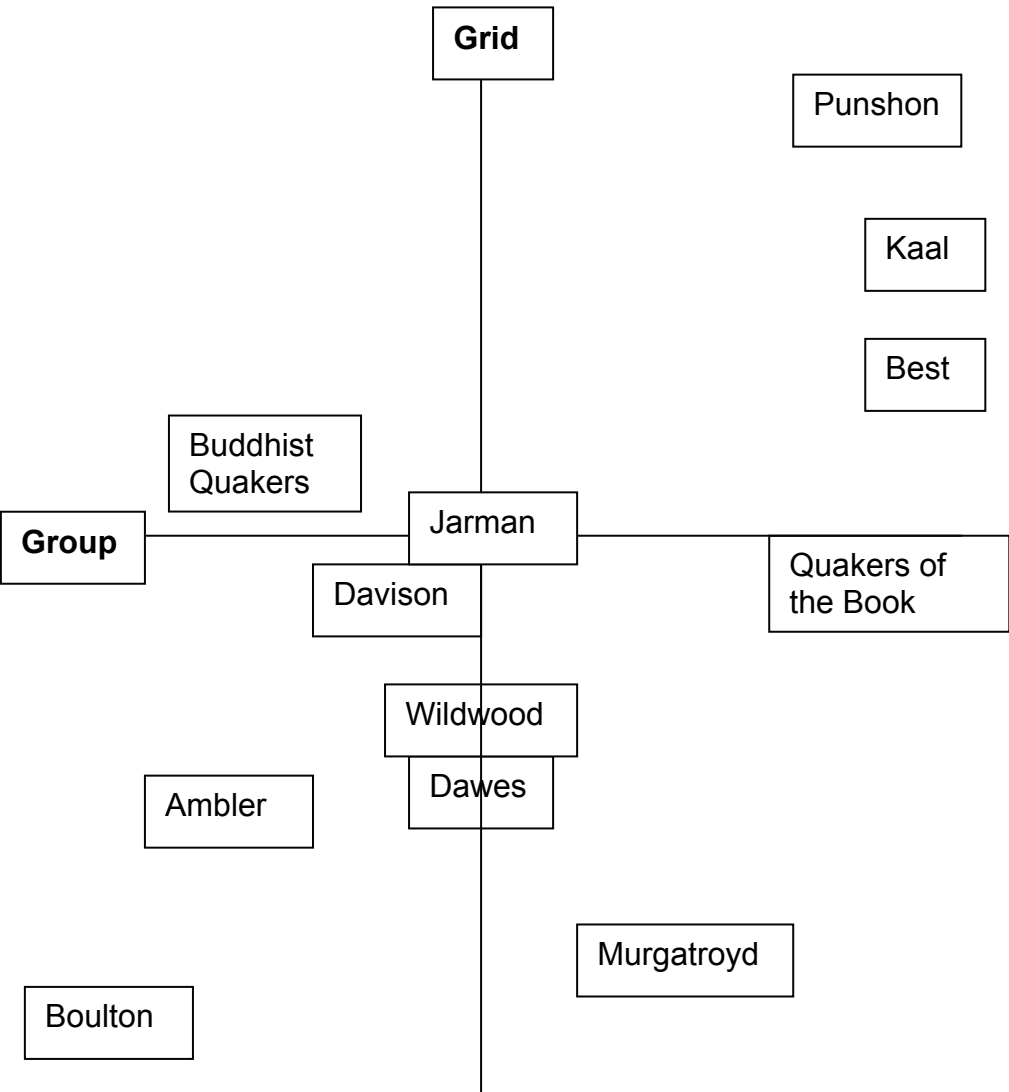 Grid
Punshon
Kaal
Best
Buddhist
Quakers
Jarman
Group
Quakers of
the Book
Davison
Wildwood
Dawes
Ambler
Murgatroyd
Boulton